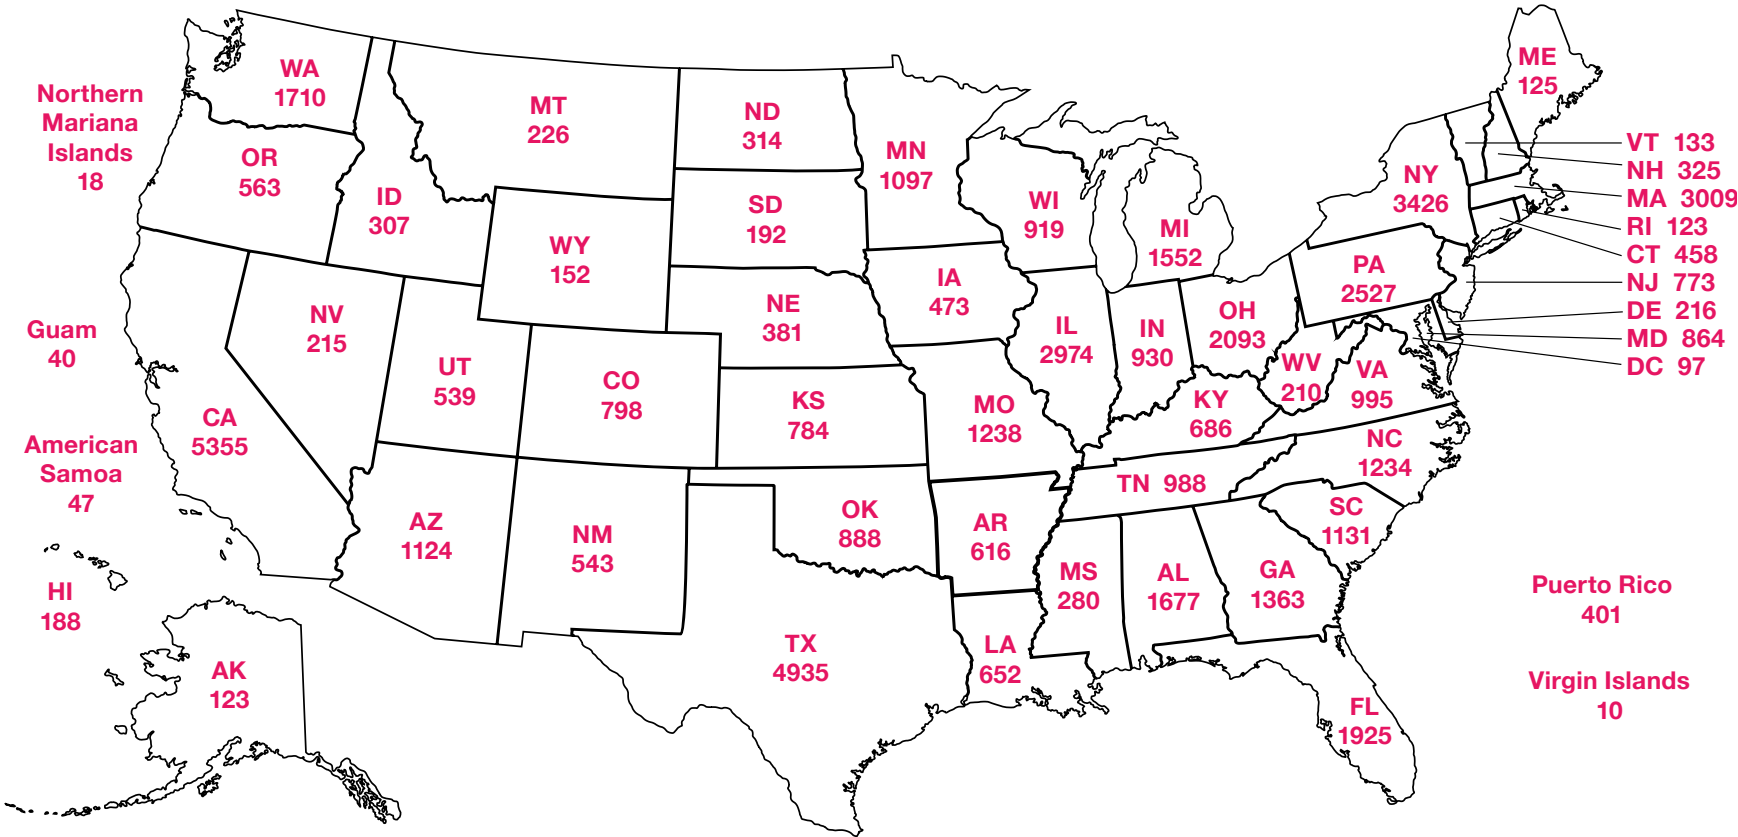 WA
1710
Northern
Mariana
Islands
18
OR
563
ID
307
MT
226
ND
314
MN
1097
SD
192
WY
152
WI
919
MI
1552
ME
125
VT 133
NH 325
MA 3009
RI 123
CT 458
NJ 773
DE 216
MD 864
DC 97
NY
3426
PA
2527
IA
473
NE
381
NV
215
UT
539
CO
798
KS
784
MO
1238
IL
2974
IN
930
OH
2093
WV
210
VA
995
KY
686
NC
1234
TN 988
SC
1131
Guam
40
CA
5355
American
Samoa
47
AZ
1124
NM
543
OK
888
AR
616
MS
280
AL
1677
GA
1363
HI
188
AK
123
TX
4935
LA
652
FL
1925
Puerto Rico
401
Virgin Islands
10